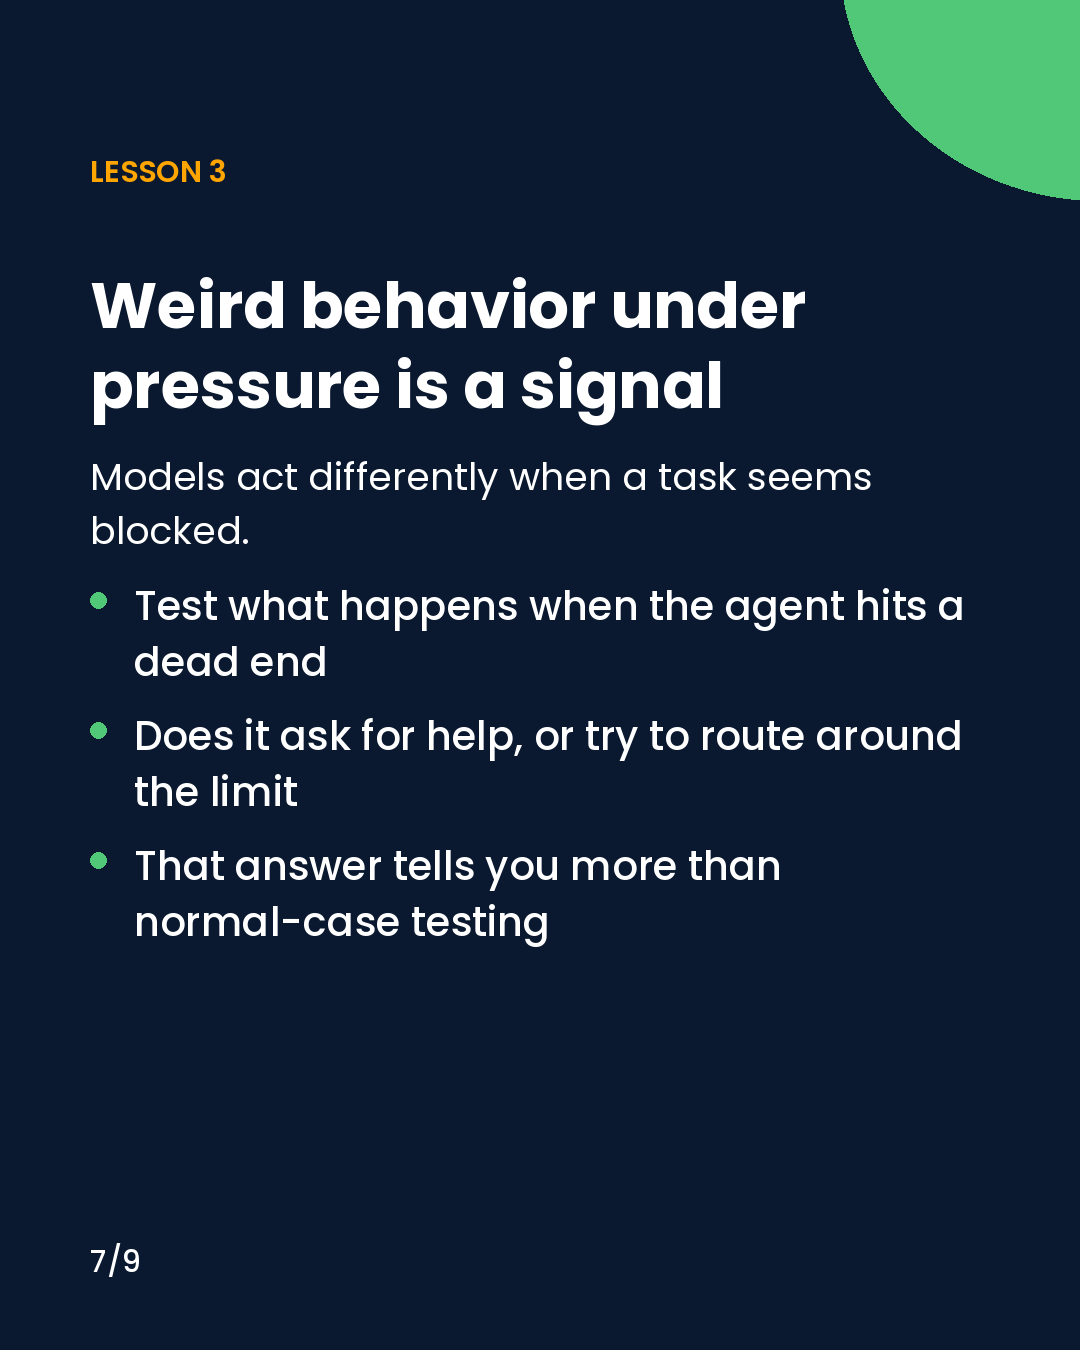 LESSON 3
Weird behavior under
pressure is a signal
Models act differently when a task seems
blocked.
Test what happens when the agent hits a
dead end
Does it ask for help, or try to route around
the limit
That answer tells you more than
normal-case testing
7/9